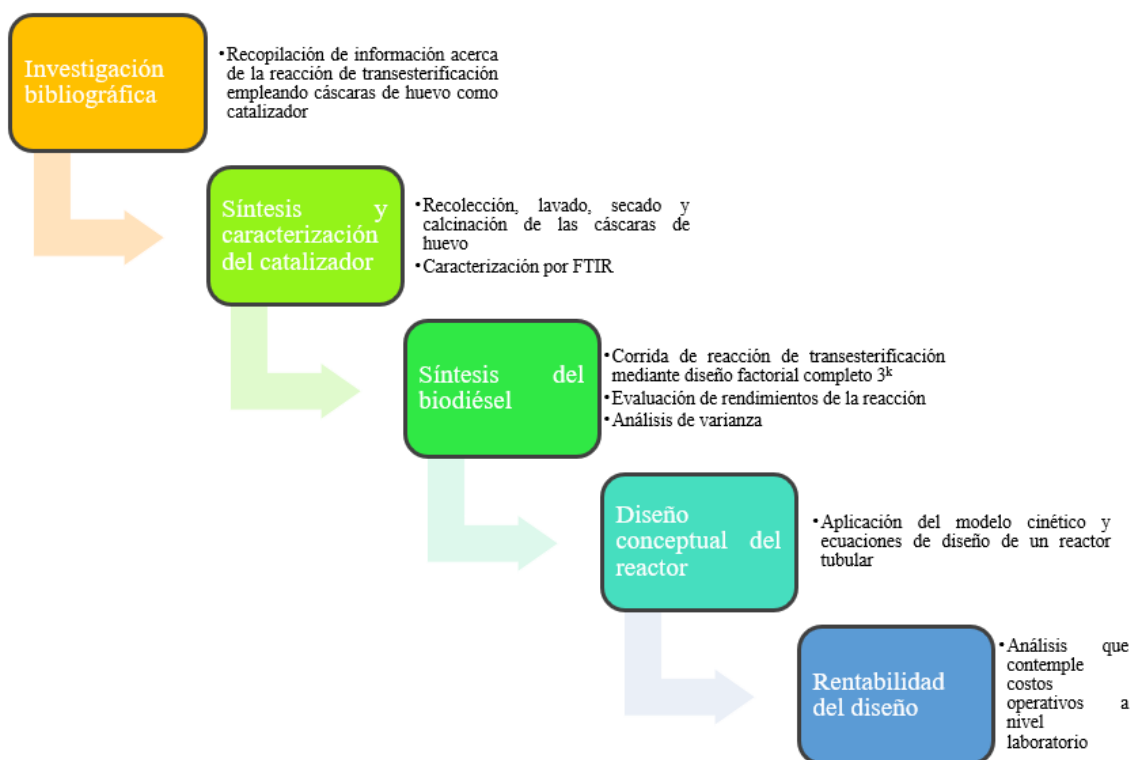 Investigación
bibliográfica
•Recopilación de información acerca
de la reacción de transesterificación
empleando cáscaras de huevo como
catalizador
Síntesis y
caracterización
del catalizador
•Recolección, lavado, secado y
calcinación de las cáscaras de
huevo
•Caracterización por FTIR
Síntesis del
biodiésel
•Corrida de reacción de transesterificación
mediante diseño factorial completo 3ᵏ
•Evaluación de rendimientos de la reacción
•Análisis de varianza
Diseño
conceptual del
reactor
•Aplicación del modelo cinético y
ecuaciones de diseño de un reactor
tubular
Rentabilidad
del diseño
•Análisis que
contemple
costos
operativos a
nivel
laboratorio